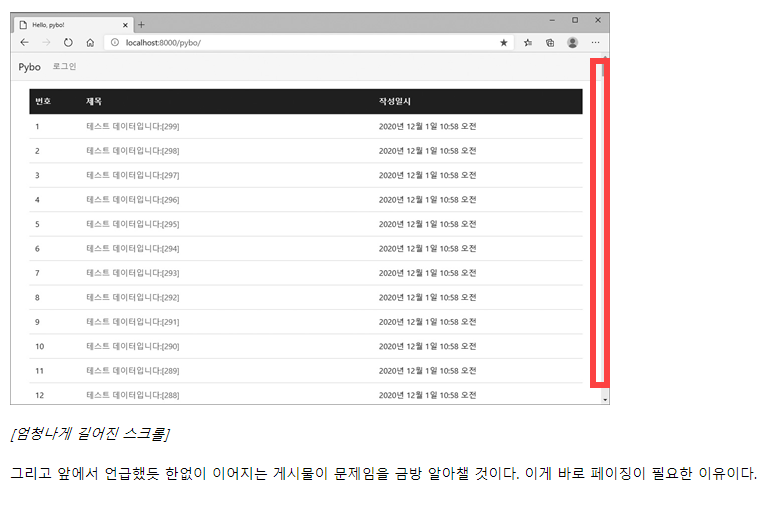 Hello, pybo!
localhost:8000/pybo/
Pybo 로그인
번호 제목 작성일시
1 테스트 데이터입니다:[299] 2020년 12월 1일 10:58 오전
2 테스트 데이터입니다:[298] 2020년 12월 1일 10:58 오전
3 테스트 데이터입니다:[297] 2020년 12월 1일 10:58 오전
4 테스트 데이터입니다:[296] 2020년 12월 1일 10:58 오전
5 테스트 데이터입니다:[295] 2020년 12월 1일 10:58 오전
6 테스트 데이터입니다:[294] 2020년 12월 1일 10:58 오전
7 테스트 데이터입니다:[293] 2020년 12월 1일 10:58 오전
8 테스트 데이터입니다:[292] 2020년 12월 1일 10:58 오전
9 테스트 데이터입니다:[291] 2020년 12월 1일 10:58 오전
10 테스트 데이터입니다:[290] 2020년 12월 1일 10:58 오전
11 테스트 데이터입니다:[289] 2020년 12월 1일 10:58 오전
12 테스트 데이터입니다:[288] 2020년 12월 1일 10:58 오전
[엄청나게 길어진 스크롤]
그리고 앞에서 언급했듯 한없이 이어지는 게시물이 문제임을 금방 알아챌 것이다. 이게 바로 페이징이 필요한 이유이다.